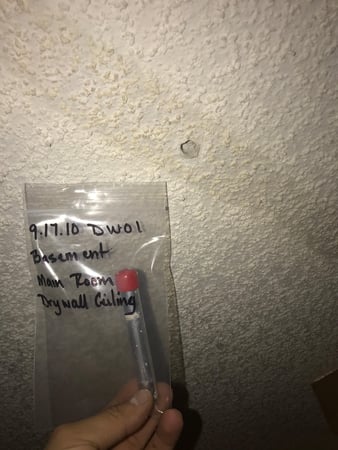 9.17.10 DW01
Basement
Main Room
Drywall Ceiling